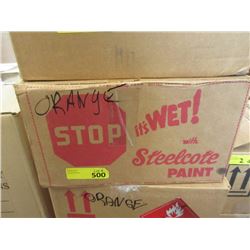 ORANGE
STOP
it's WET!
with
Steelcote
PAINT
500
ORANGE